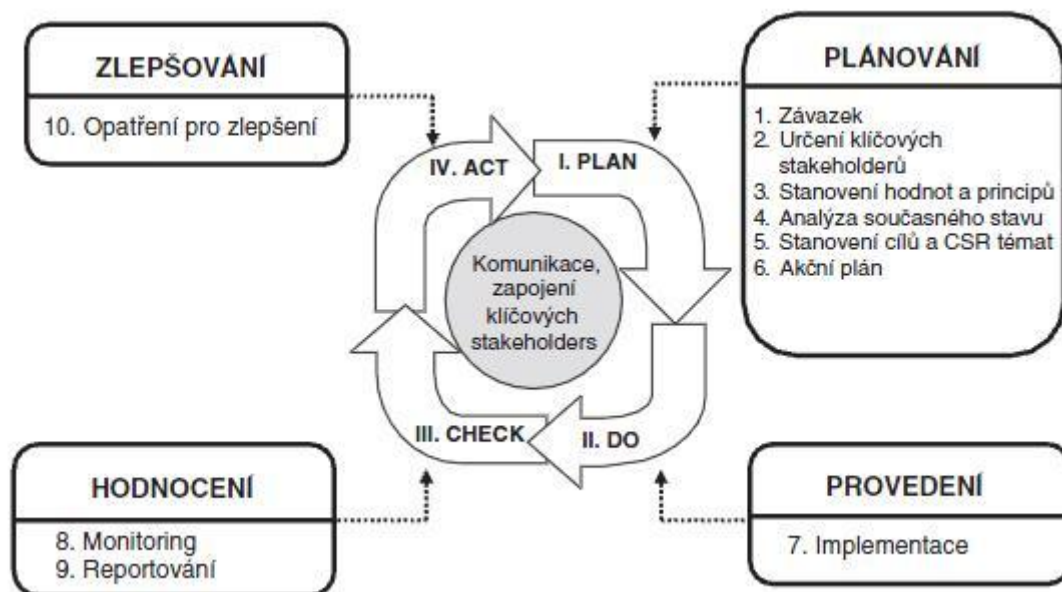 ZLEPŠOVÁNÍ
10. Opatření pro zlepšení
PLÁNOVÁNÍ
1. Závazek
2. Určení klíčových
stakeholderů
3. Stanovení hodnot a principů
4. Analýza současného stavu
5. Stanovení cílů a CSR témat
6. Akční plán
IV. ACT
I. PLAN
Komunikace,
zapojení
klíčových
stakeholders
III. CHECK
II. DO
HODNOCENÍ
8. Monitoring
9. Reportování
PROVEDENÍ
7. Implementace